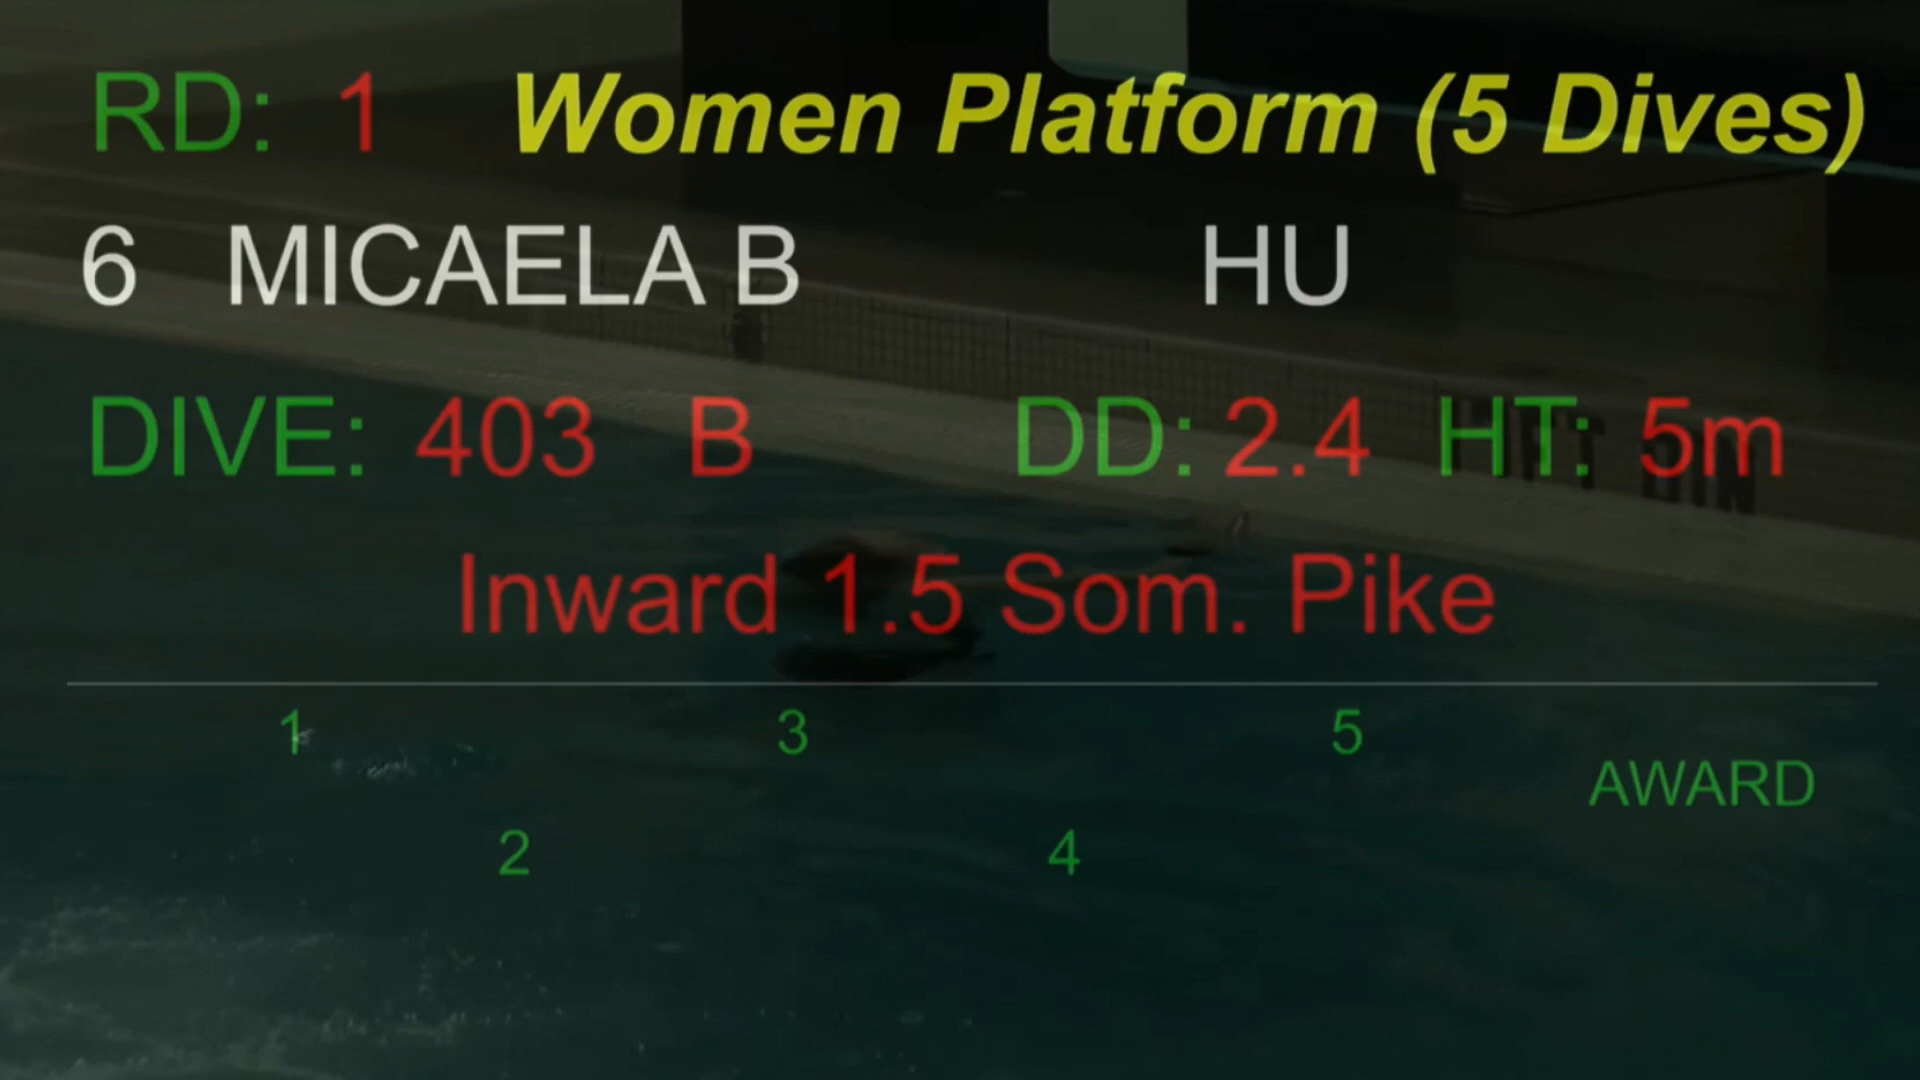 RD: 1 Women Platform (5 Dives)
6 MICAELA B HU
DIVE: 403 B DD: 2.4 HT: 5m
Inward 1.5 Som. Pike
1 3 5
AWARD
2 4